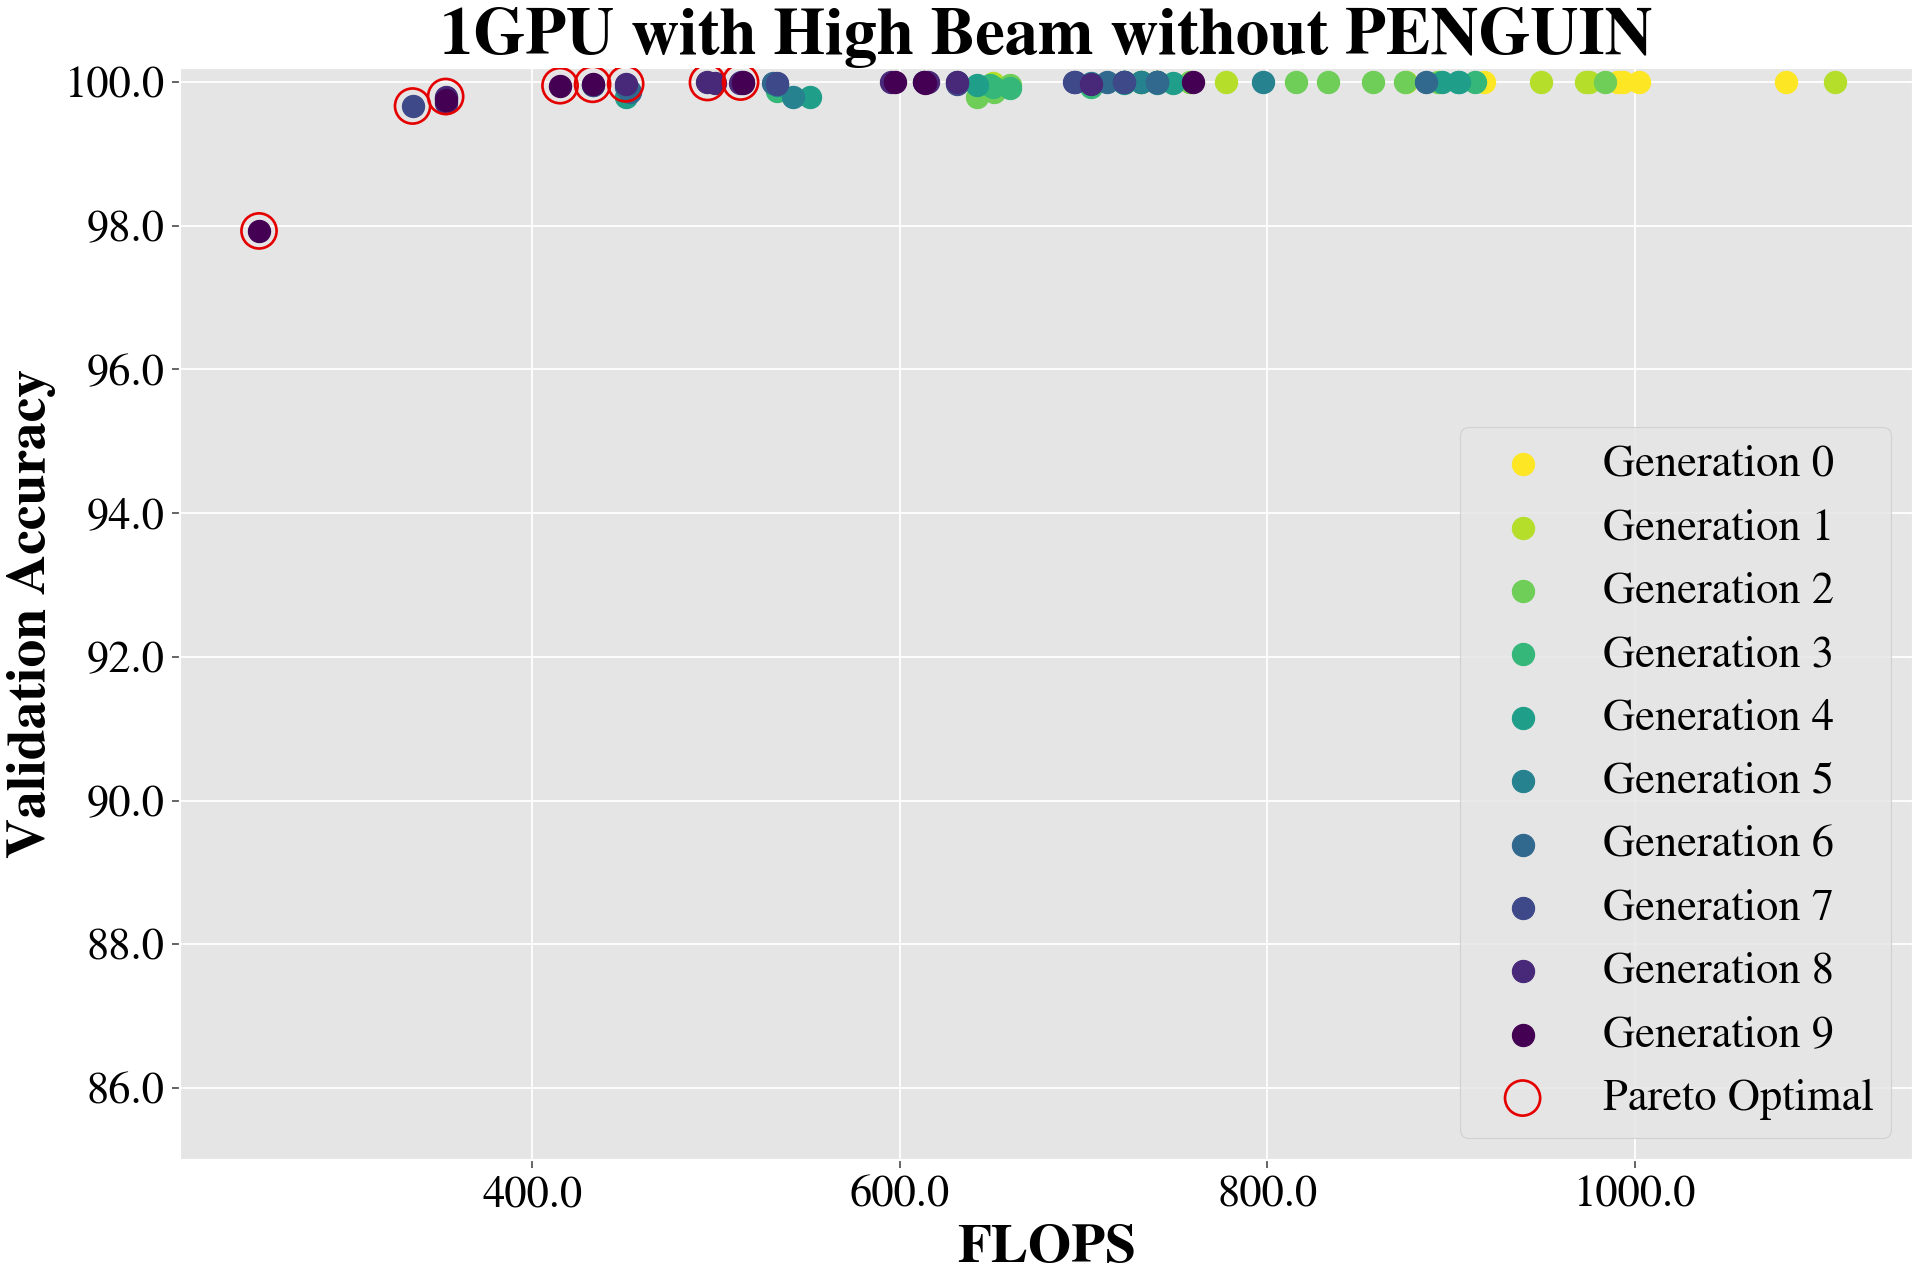 1GPU with High Beam without PENGUIN
Validation Accuracy
100.0
98.0
96.0
94.0
92.0
90.0
88.0
86.0
400.0
600.0
800.0
1000.0
FLOPS
Generation 0
Generation 1
Generation 2
Generation 3
Generation 4
Generation 5
Generation 6
Generation 7
Generation 8
Generation 9
Pareto Optimal